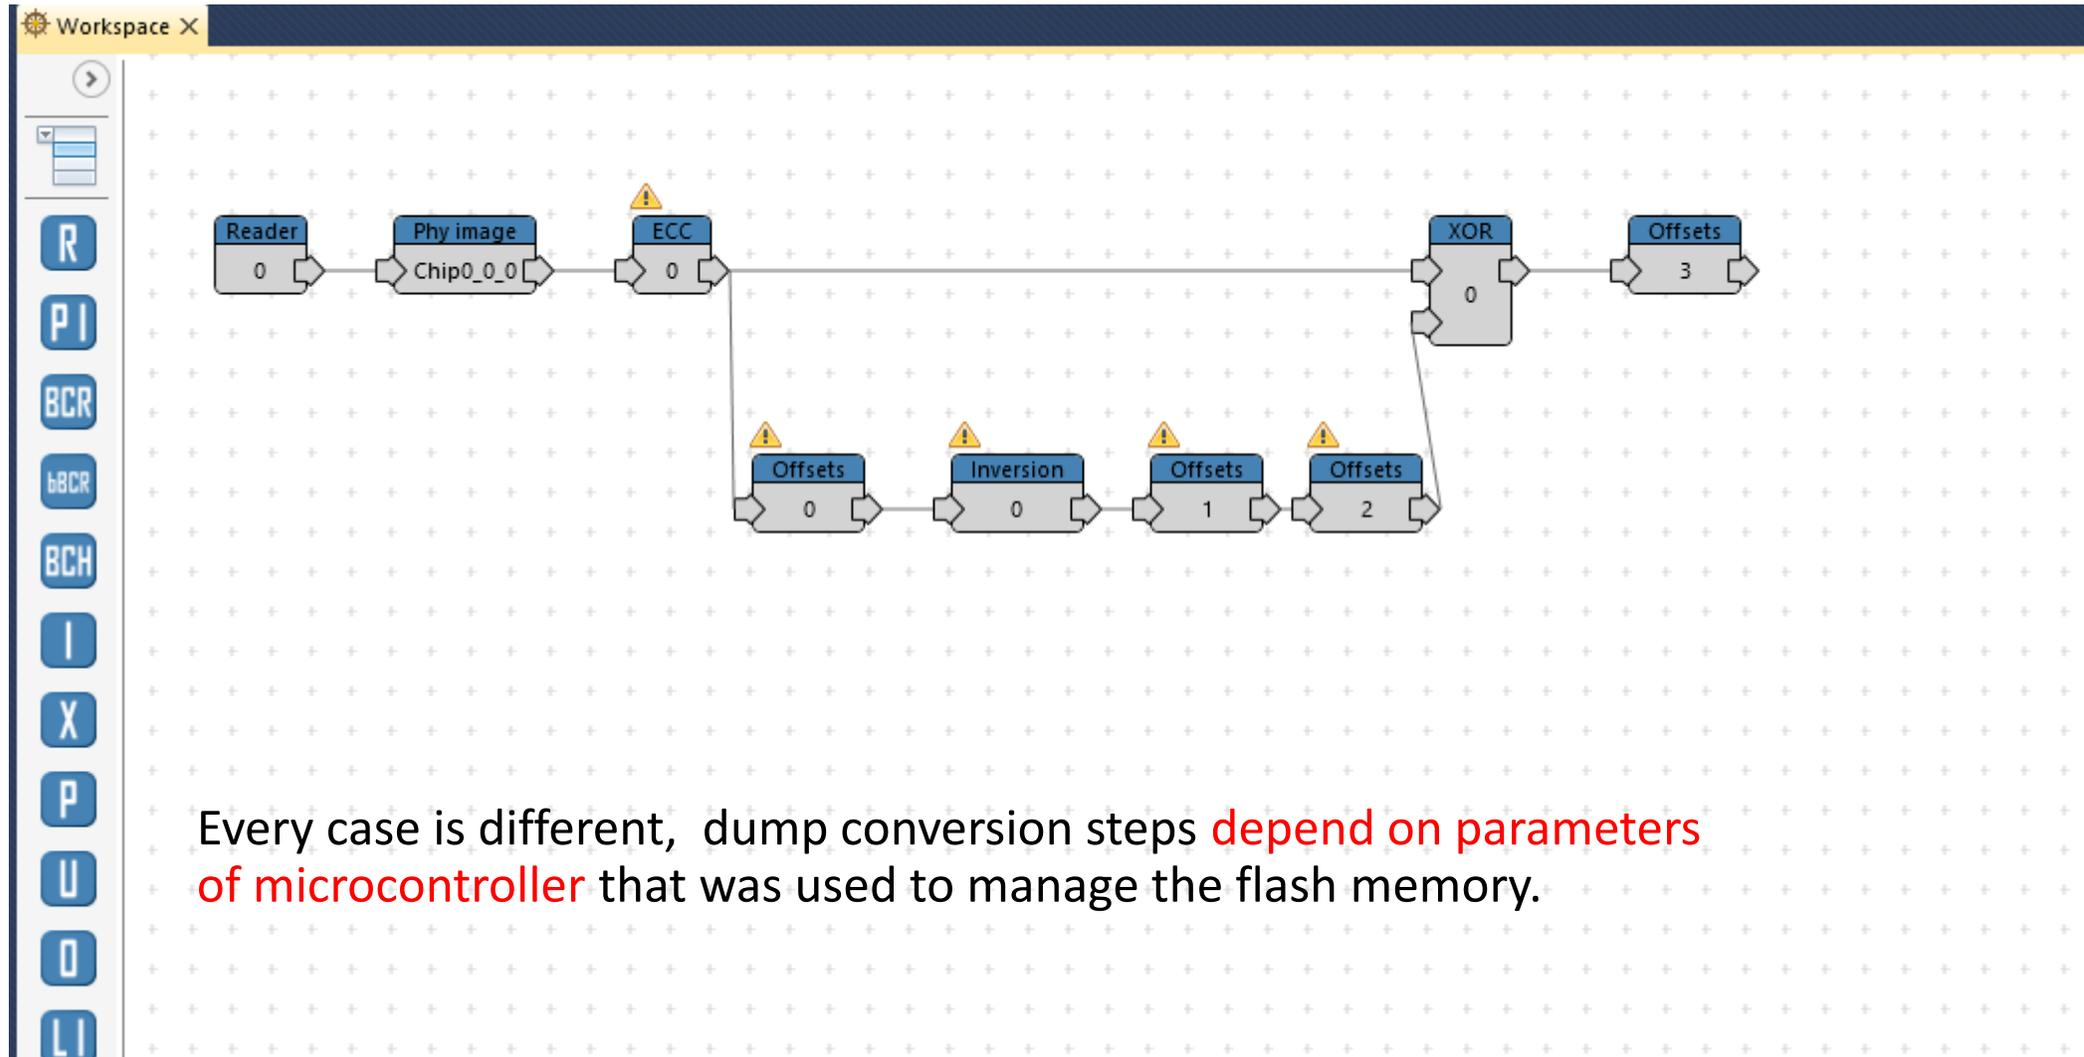 Workspace
R
PI
BCR
bBCR
BCH
I
X
P
U
O
LI
Reader
0
Phy image
Chip0_0_0
ECC
0
XOR
0
Offsets
3
Offsets
0
Inversion
0
Offsets
1
Offsets
2
Every case is different,  dump conversion steps depend on parameters
of microcontroller that was used to manage the flash memory.